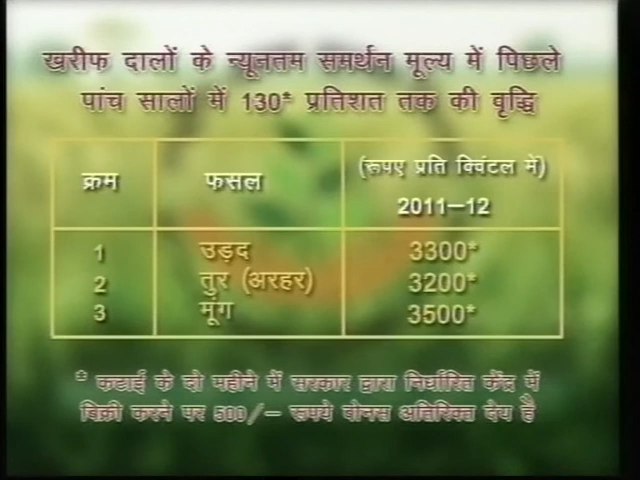 खरीफ दालों के न्यूनतम समर्थन मूल्य में पिछले
पांच सालों में 130* प्रत्तिशत तक की वृद्धि
क्रम फसल (रूपए प्रति क्विंटल में)
2011–12
1 उड़द 3300*
2 तुर (अरहर) 3200*
3 मूंग 3500*
* कटाई के दो महीने में सरकार द्वारा निर्धारित केंद्र में
बिक्री करने पर 500/– रूपये बोनस अतिरिक्त देय है